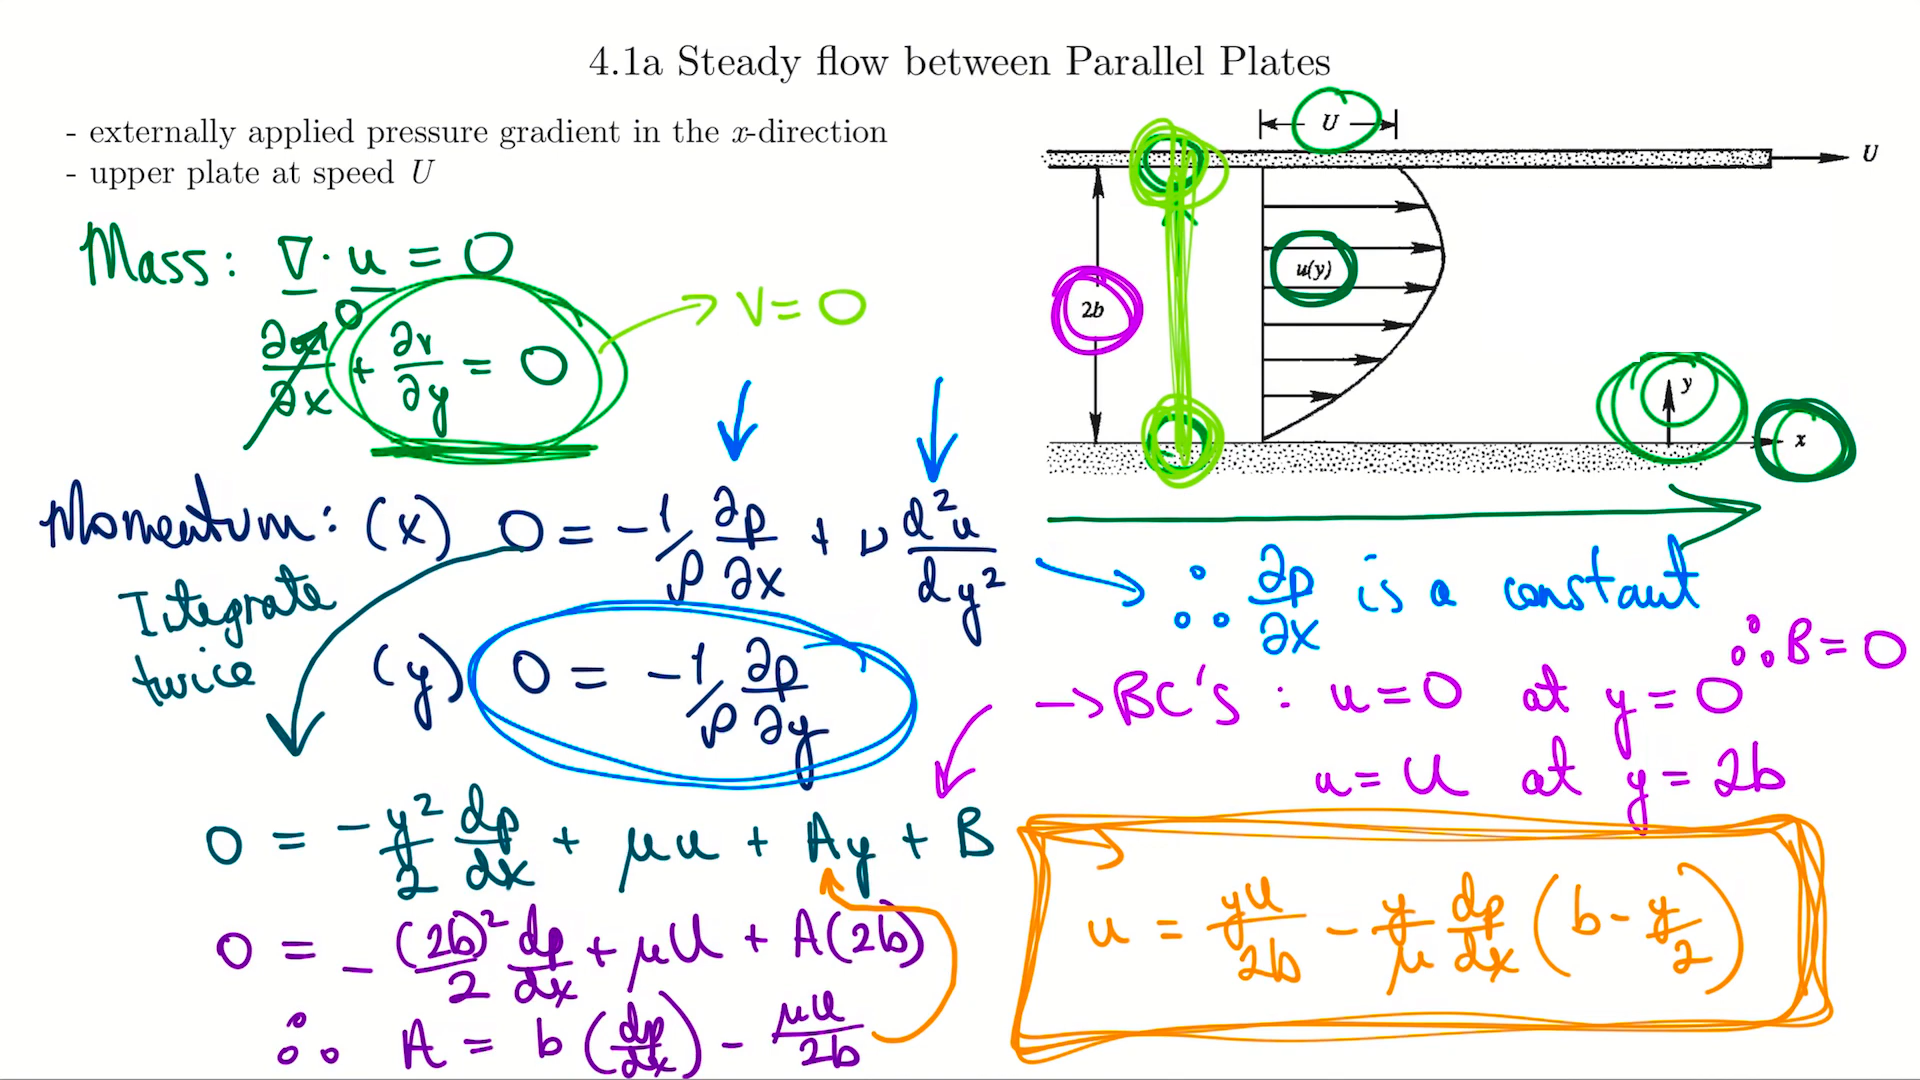 4.1a Steady flow between Parallel Plates
- externally applied pressure gradient in the x-direction
- upper plate at speed U
U
U
2b
u(y)
y
x
Mass: ∇ · u = 0
∂u/∂x 0 + ∂v/∂y = 0
→ v = 0
Momentum: (x) 0 = -1/ρ ∂p/∂x + ν d²u/dy²
→ ∴ ∂p/∂x is a constant
Integrate
twice
(y) 0 = -1/ρ ∂p/∂y
→ BC's : u = 0 at y = 0 ∴ B = 0
u = U at y = 2b
0 = - y²/2 dp/dx + μu + Ay + B
0 = - (2b)²/2 dp/dx + μU + A(2b)
∴ A = b (dp/dx) - μU/2b
u = yU/2b - y/μ dp/dx (b - y/2)